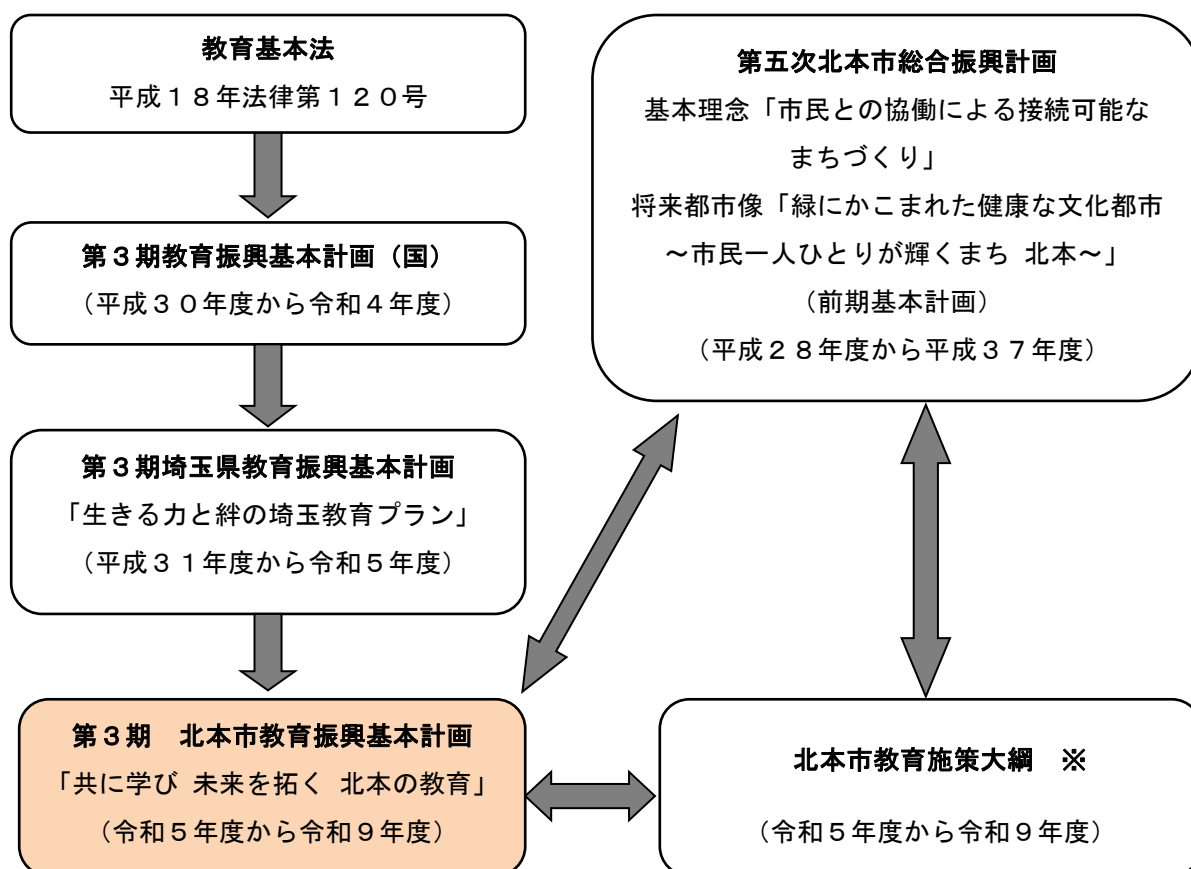 教育基本法
平成１８年法律第１２０号
第３期教育振興基本計画（国）
（平成３０年度から令和４年度）
第３期埼玉県教育振興基本計画
「生きる力と絆の埼玉教育プラン」
（平成３１年度から令和５年度）
第３期　北本市教育振興基本計画
「共に学び 未来を拓く 北本の教育」
（令和５年度から令和９年度）
第五次北本市総合振興計画
基本理念「市民との協働による接続可能な
まちづくり」
将来都市像「緑にかこまれた健康な文化都市
～市民一人ひとりが輝くまち 北本～」
（前期基本計画）
（平成２８年度から平成３７年度）
北本市教育施策大綱　※
（令和５年度から令和９年度）